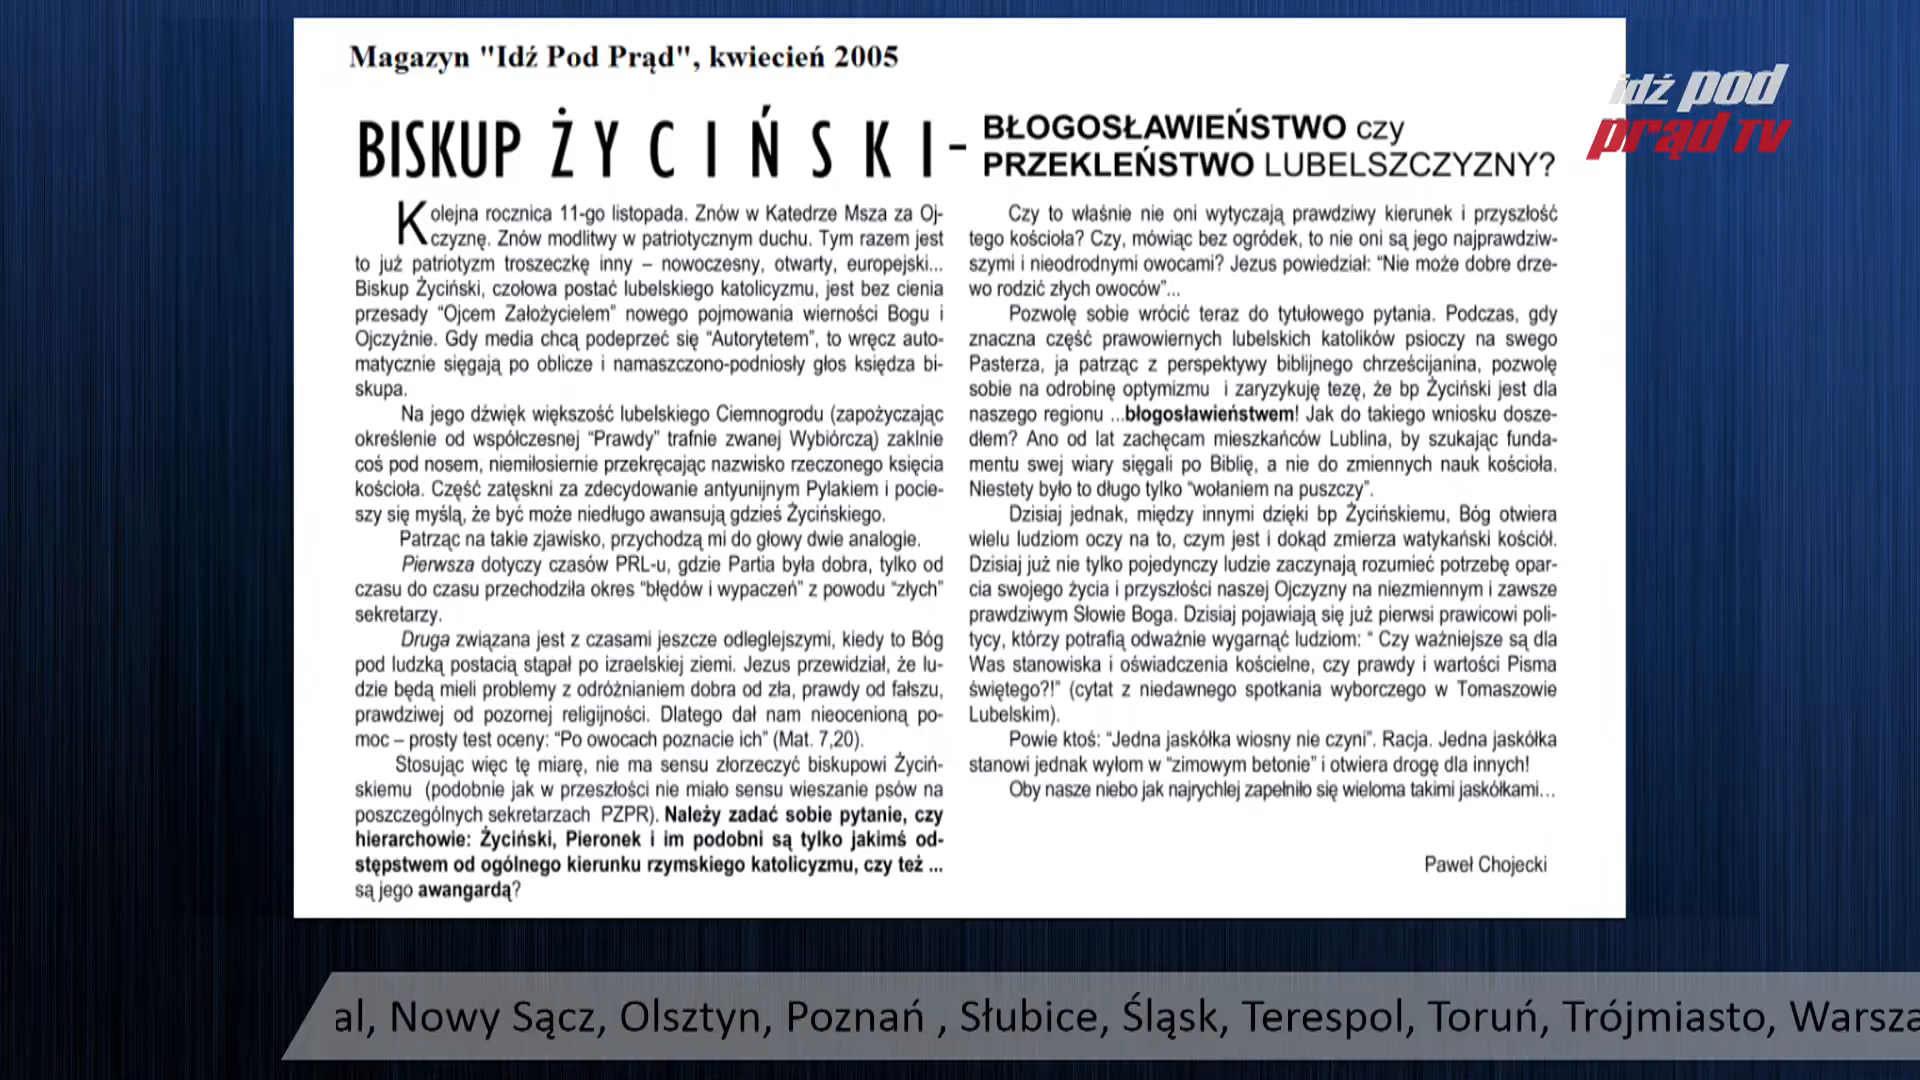 Magazyn "Idź Pod Prąd", kwiecień 2005
idź pod
prąd TV
BISKUP ŻYCIŃSKI - BŁOGOSŁAWIEŃSTWO czy
PRZEKLEŃSTWO LUBELSZCZYZNY?
Kolejna rocznica 11-go listopada. Znów w Katedrze Msza za Oj-
czyznę. Znów modlitwy w patriotycznym duchu. Tym razem jest
to już patriotyzm troszeczkę inny – nowoczesny, otwarty, europejski...
Biskup Życiński, czołowa postać lubelskiego katolicyzmu, jest bez cienia
przesady “Ojcem Założycielem” nowego pojmowania wierności Bogu i
Ojczyźnie. Gdy media chcą podeprzeć się “Autorytetem”, to wręcz auto-
matycznie sięgają po oblicze i namaszczono-podniosły głos księdza bi-
skupa.
Na jego dźwięk większość lubelskiego Ciemnogrodu (zapożyczając
określenie od współczesnej “Prawdy” trafnie zwanej Wybiórczą) zaklnie
coś pod nosem, niemiłosiernie przekręcając nazwisko rzeczonego księcia
kościoła. Część zatęskni za zdecydowanie antyunijnym Pylakiem i pocie-
szy się myślą, że być może niedługo awansują gdzieś Życińskiego.
Patrząc na takie zjawisko, przychodzą mi do głowy dwie analogie.
Pierwsza dotyczy czasów PRL-u, gdzie Partia była dobra, tylko od
czasu do czasu przechodziła okres “błędów i wypaczeń” z powodu “złych”
sekretarzy.
Druga związana jest z czasami jeszcze odleglejszymi, kiedy to Bóg
pod ludzką postacią stąpał po izraelskiej ziemi. Jezus przewidział, że lu-
dzie będą mieli problemy z odróżnianiem dobra od zła, prawdy od fałszu,
prawdziwej od pozornej religijności. Dlatego dał nam nieocenioną po-
moc – prosty test oceny: “Po owocach poznacie ich” (Mat. 7,20).
Stosując więc tę miarę, nie ma sensu złorzeczyć biskupowi Życiń-
skiemu (podobnie jak w przeszłości nie miało sensu wieszanie psów na
poszczególnych sekretarzach PZPR). Należy zadać sobie pytanie, czy
hierarchowie: Życiński, Pieronek i im podobni są tylko jakimś od-
stępstwem od ogólnego kierunku rzymskiego katolicyzmu, czy też ...
są jego awangardą?
Czy to właśnie nie oni wytyczają prawdziwy kierunek i przyszłość
tego kościoła? Czy, mówiąc bez ogródek, to nie oni są jego najprawdziw-
szymi i nieodrodnymi owocami? Jezus powiedział: “Nie może dobre drze-
wo rodzić złych owoców”...
Pozwolę sobie wrócić teraz do tytułowego pytania. Podczas, gdy
znaczna część prawowiernych lubelskich katolików psioczy na swego
Pasterza, ja patrząc z perspektywy biblijnego chrześcijanina, pozwolę
sobie na odrobinę optymizmu i zaryzykuję tezę, że bp Życiński jest dla
naszego regionu ...błogosławieństwem! Jak do takiego wniosku dosze-
dłem? Ano od lat zachęcam mieszkańców Lublina, by szukając funda-
mentu swej wiary sięgali po Biblię, a nie do zmiennych nauk kościoła.
Niestety było to długo tylko “wołaniem na puszczy”.
Dzisiaj jednak, między innymi dzięki bp Życińskiemu, Bóg otwiera
wielu ludziom oczy na to, czym jest i dokąd zmierza watykański kościół.
Dzisiaj już nie tylko pojedynczy ludzie zaczynają rozumieć potrzebę opar-
cia swojego życia i przyszłości naszej Ojczyzny na niezmiennym i zawsze
prawdziwym Słowie Boga. Dzisiaj pojawiają się już pierwsi prawicowi poli-
tycy, którzy potrafią odważnie wygarnąć ludziom: “ Czy ważniejsze są dla
Was stanowiska i oświadczenia kościelne, czy prawdy i wartości Pisma
świętego?!” (cytat z niedawnego spotkania wyborczego w Tomaszowie
Lubelskim).
Powie ktoś: “Jedna jaskółka wiosny nie czyni”. Racja. Jedna jaskółka
stanowi jednak wyłom w “zimowym betonie” i otwiera drogę dla innych!
Oby nasze niebo jak najrychlej zapełniło się wieloma takimi jaskółkami...
Paweł Chojecki
al, Nowy Sącz, Olsztyn, Poznań , Słubice, Śląsk, Terespol, Toruń, Trójmiasto, Warsza